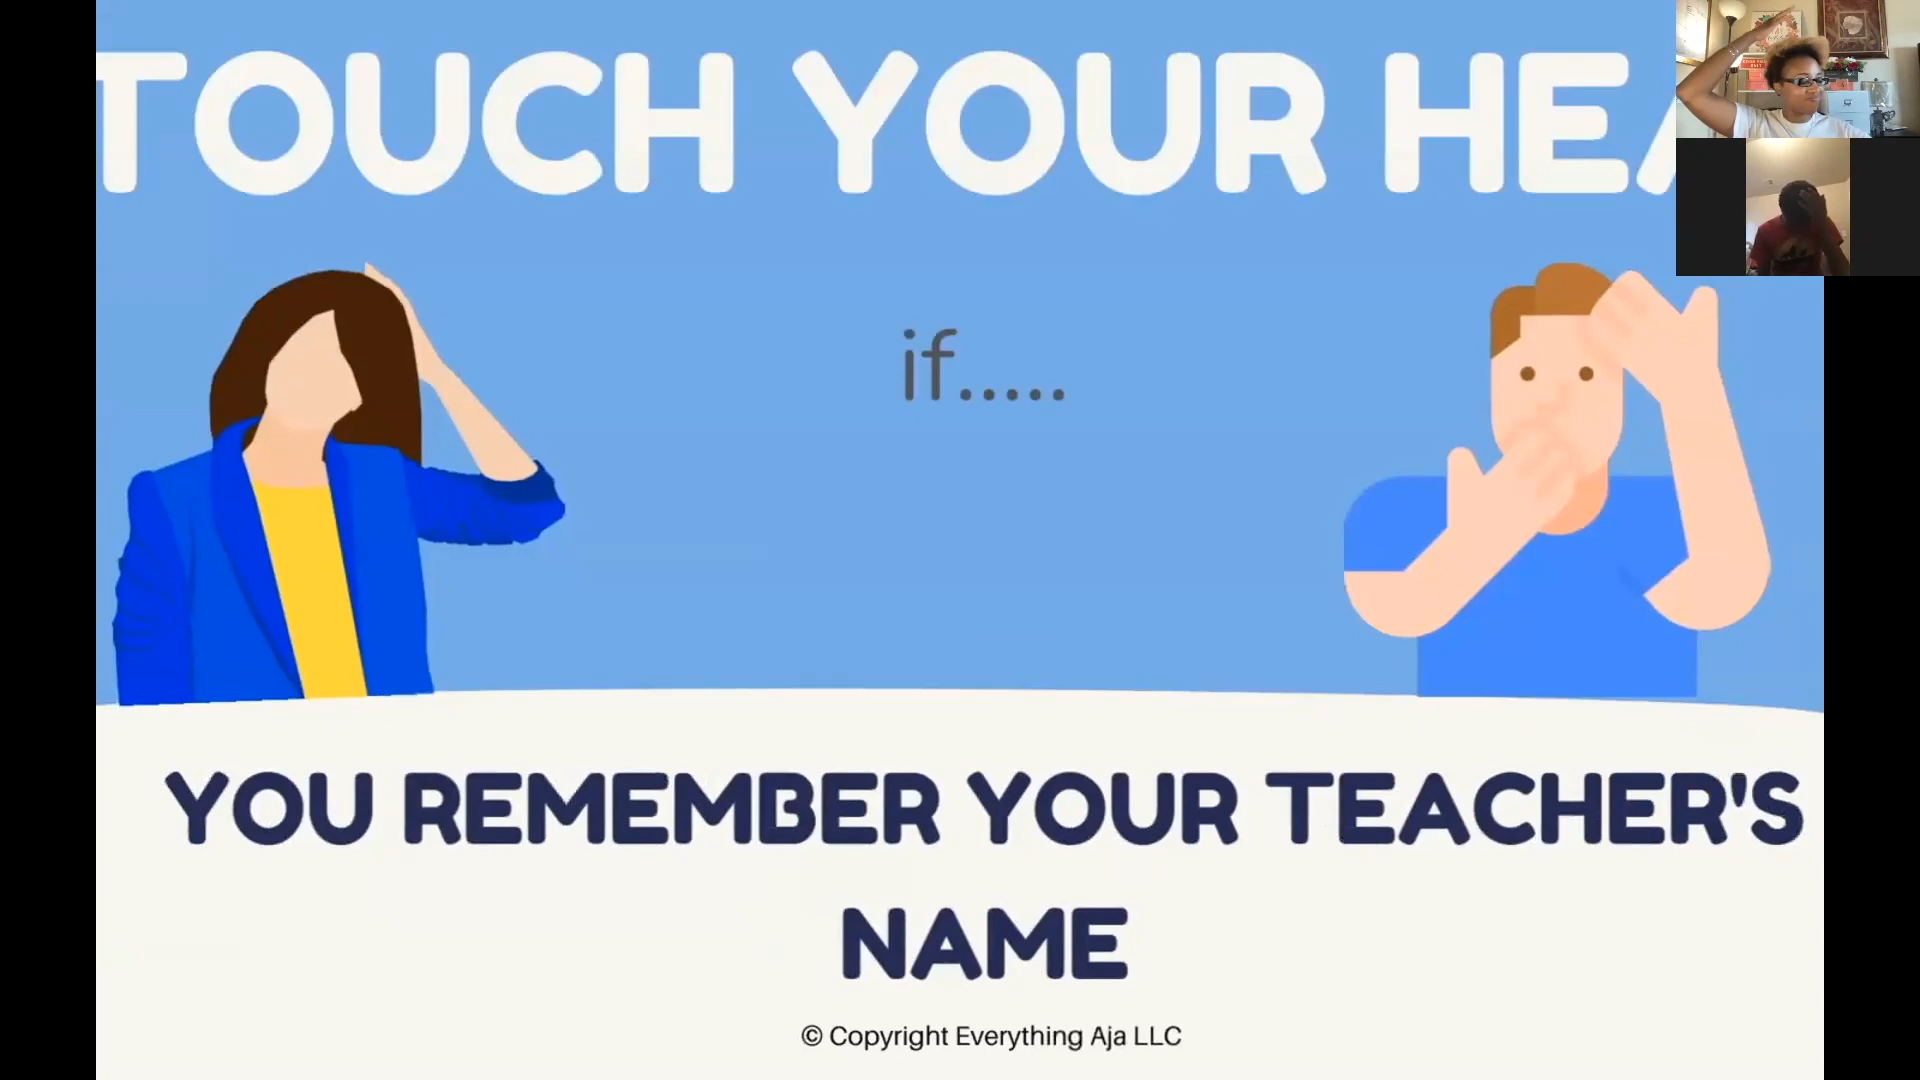 TOUCH YOUR HEA
if.....
YOU REMEMBER YOUR TEACHER'S
NAME
© Copyright Everything Aja LLC